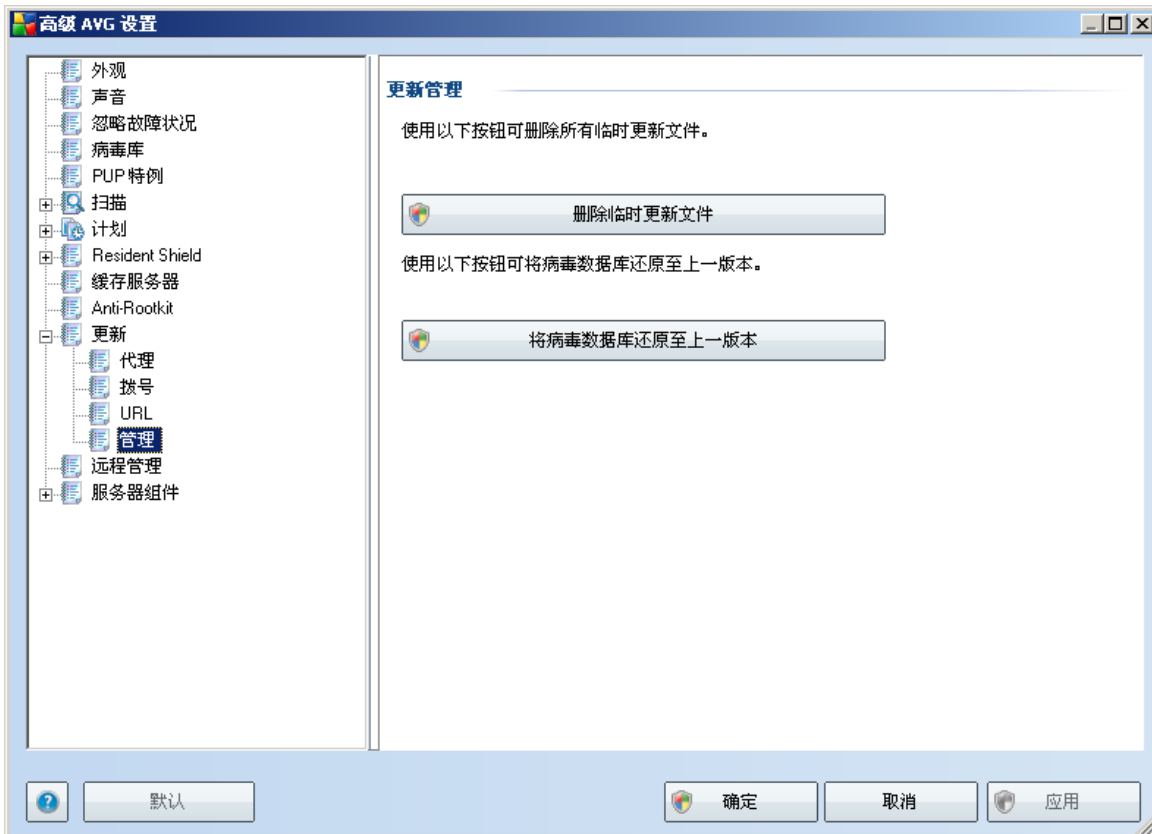 高级 AVG 设置
外观
声音
忽略故障状况
病毒库
PUP 特例
扫描
计划
Resident Shield
缓存服务器
Anti-Rootkit
更新
代理
拨号
URL
管理
远程管理
服务器组件
更新管理
使用以下按钮可删除所有临时更新文件。
删除临时更新文件
使用以下按钮可将病毒数据库还原至上一版本。
将病毒数据库还原至上一版本
默认
确定
取消
应用